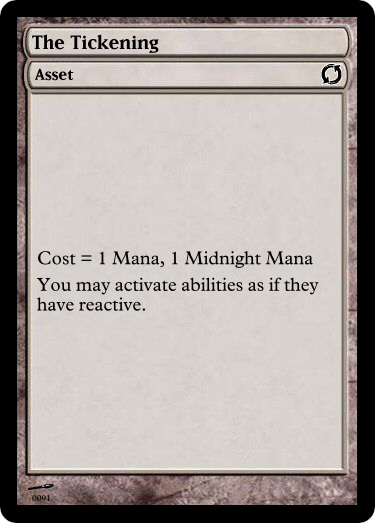 The Tickening
Asset
Cost = 1 Mana, 1 Midnight Mana
You may activate abilities as if they
have reactive.
0091